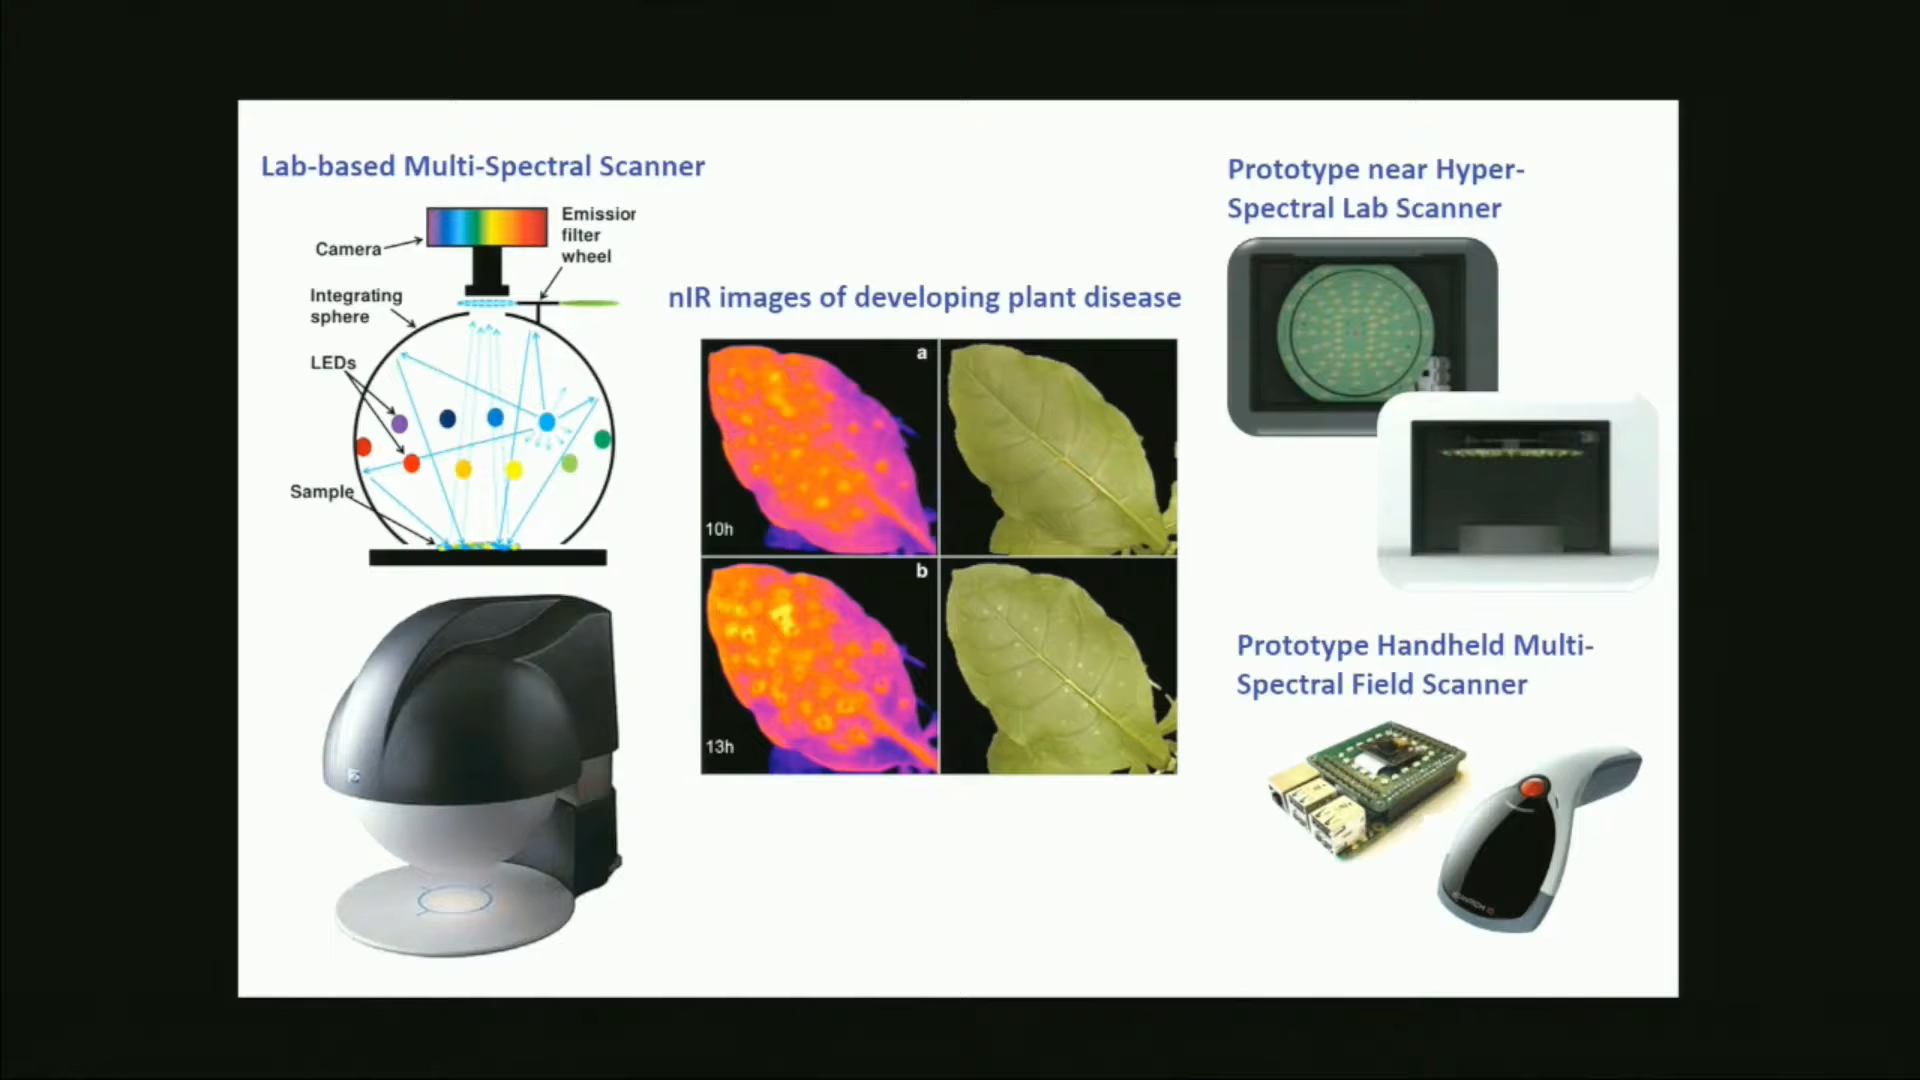 Lab-based Multi-Spectral Scanner
Camera
Emission
filter
wheel
Integrating
sphere
LEDs
Sample
nIR images of developing plant disease
a
10h
b
13h
Prototype near Hyper-
Spectral Lab Scanner
Prototype Handheld Multi-
Spectral Field Scanner